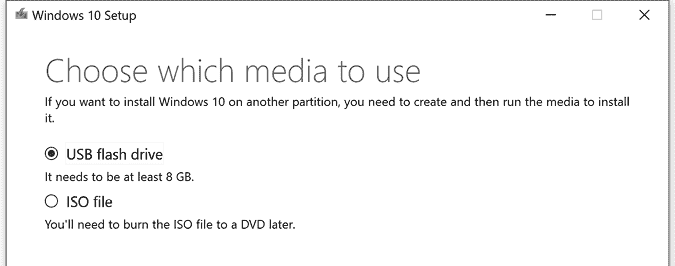 Windows 10 Setup
Choose which media to use
If you want to install Windows 10 on another partition, you need to create and then run the media to install
it.
USB flash drive
It needs to be at least 8 GB.
ISO file
You'll need to burn the ISO file to a DVD later.